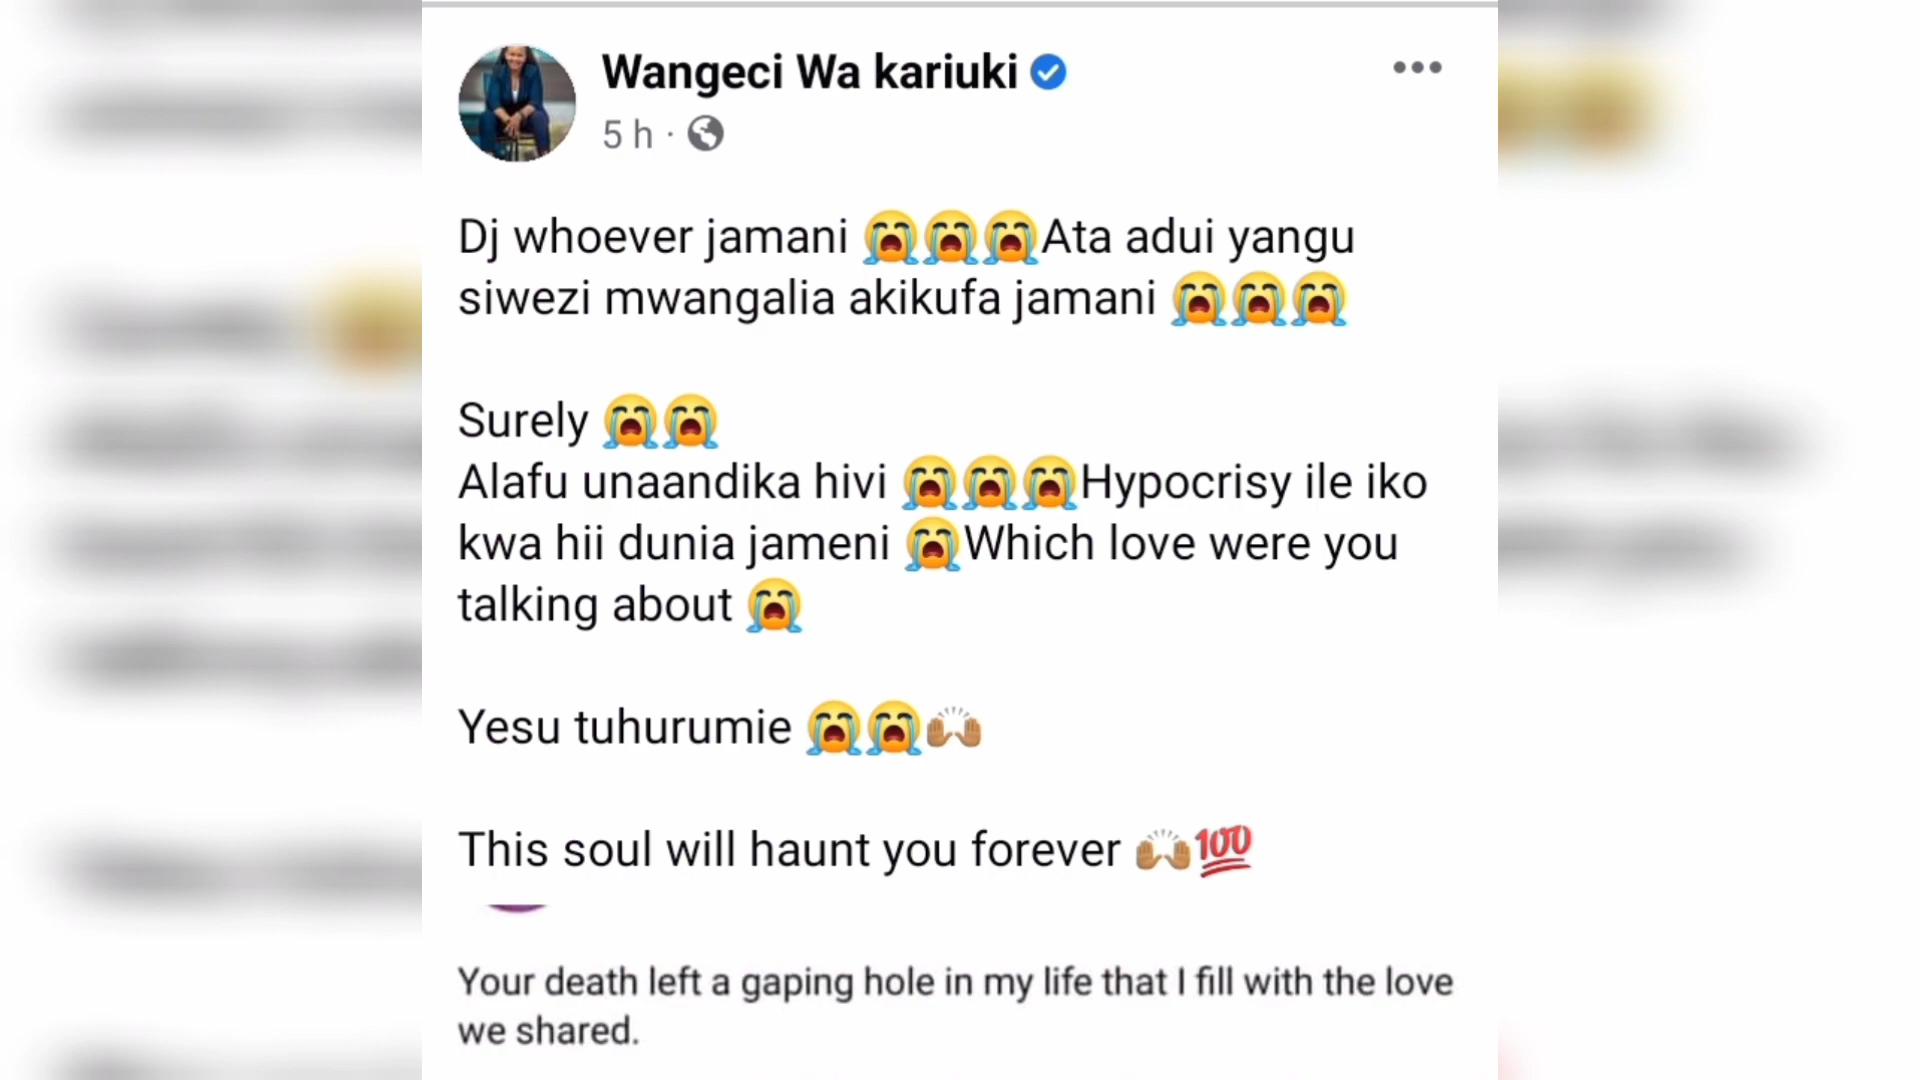 Wangeci Wa kariuki
5 h ·
Dj whoever jamani 😭😭😭Ata adui yangu
siwezi mwangalia akikufa jamani 😭😭😭
Surely 😭😭
Alafu unaandika hivi 😭😭😭Hypocrisy ile iko
kwa hii dunia jameni 😭Which love were you
talking about 😭
Yesu tuhurumie 😭😭🙌🏽
This soul will haunt you forever 🙌🏽💯
Your death left a gaping hole in my life that I fill with the love
we shared.